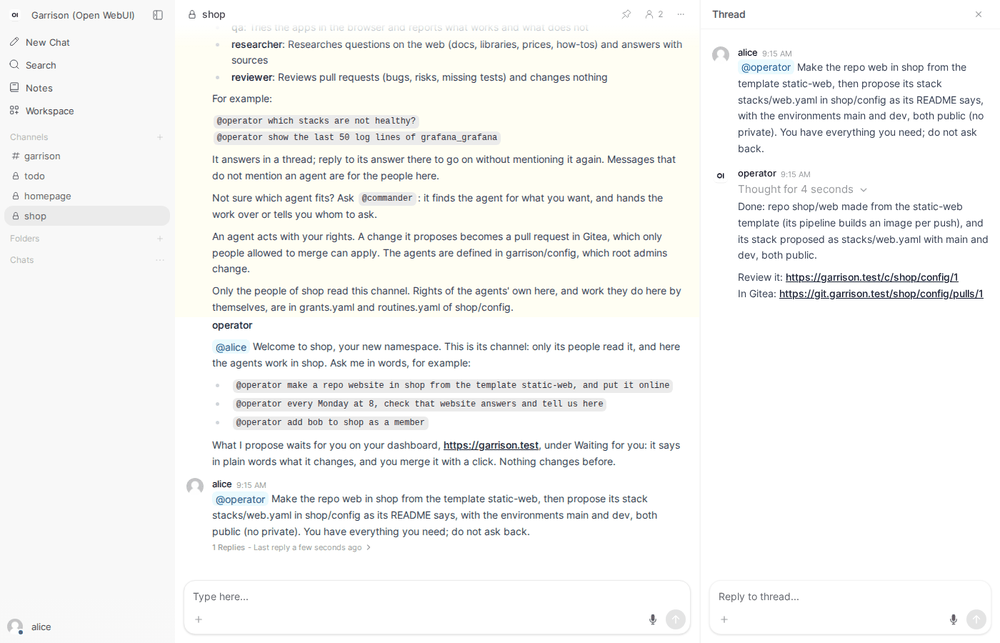 OI Garrison (Open WebUI)
New Chat
Search
Notes
Workspace
Channels
garrison
todo
homepage
shop
Folders
Chats
alice
shop
2
qa: Tries the apps in the browser and reports what works and what does not
researcher: Researches questions on the web (docs, libraries, prices, how-tos) and answers with
sources
reviewer: Reviews pull requests (bugs, risks, missing tests) and changes nothing
For example:
@operator which stacks are not healthy?
@operator show the last 50 log lines of grafana_grafana
It answers in a thread; reply to its answer there to go on without mentioning it again. Messages that
do not mention an agent are for the people here.
Not sure which agent fits? Ask @commander : it finds the agent for what you want, and hands the
work over or tells you whom to ask.
An agent acts with your rights. A change it proposes becomes a pull request in Gitea, which only
people allowed to merge can apply. The agents are defined in garrison/config, which root admins
change.
Only the people of shop read this channel. Rights of the agents' own here, and work they do here by
themselves, are in grants.yaml and routines.yaml of shop/config.
operator
@alice Welcome to shop, your new namespace. This is its channel: only its people read it, and here
the agents work in shop. Ask me in words, for example:
@operator make a repo website in shop from the template static-web, and put it online
@operator every Monday at 8, check that website answers and tell us here
@operator add bob to shop as a member
What I propose waits for you on your dashboard, https://garrison.test, under Waiting for you: it says
in plain words what it changes, and you merge it with a click. Nothing changes before.
alice 9:15 AM
@operator Make the repo web in shop from the template static-web, then propose its stack
stacks/web.yaml in shop/config as its README says, with the environments main and dev, both
public (no private). You have everything you need; do not ask back.
1 Replies - Last reply a few seconds ago
Type here...
Thread
alice 9:15 AM
@operator Make the repo web in shop from the
template static-web, then propose its stack
stacks/web.yaml in shop/config as its README says,
with the environments main and dev, both public (no
private). You have everything you need; do not ask
back.
OI operator 9:15 AM
Thought for 4 seconds
Done: repo shop/web made from the static-web
template (its pipeline builds an image per push), and
its stack proposed as stacks/web.yaml with main and
dev, both public.
Review it: https://garrison.test/c/shop/config/1
In Gitea: https://git.garrison.test/shop/config/pulls/1
Reply to thread...